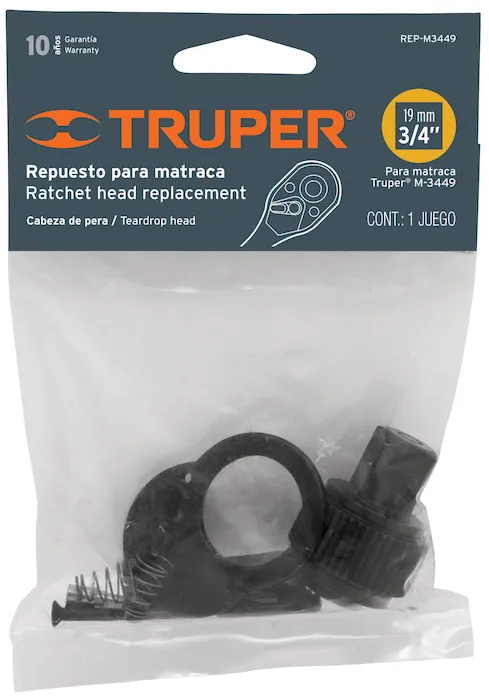 10 años Garantía
Warranty
REP-M3449
TRUPER®
19 mm
3/4"
Repuesto para matraca
Ratchet head replacement
Para matraca
Truper® M-3449
Cabeza de pera / Teardrop head
CONT.: 1 JUEGO